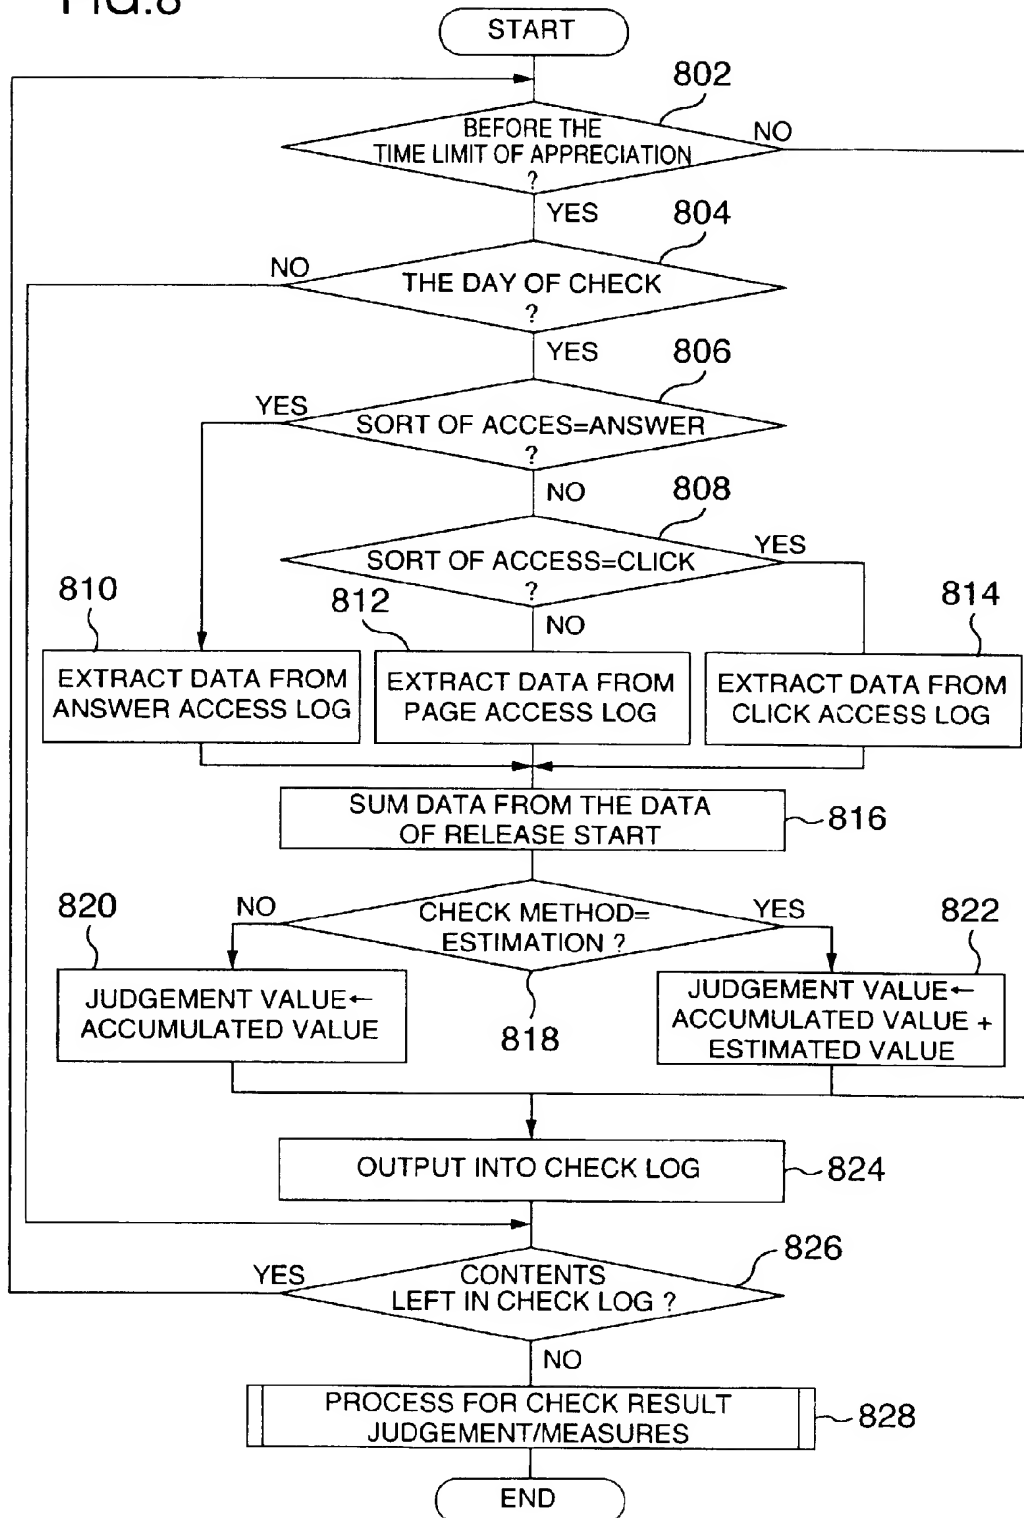 FIG.8
START
802
BEFORE THE
TIME LIMIT OF APPRECIATION
?
NO
YES
804
NO
THE DAY OF CHECK
?
YES
806
YES
SORT OF ACCES=ANSWER
?
NO
808
SORT OF ACCESS=CLICK
?
YES
NO
810
812
814
EXTRACT DATA FROM
ANSWER ACCESS LOG
EXTRACT DATA FROM
PAGE ACCESS LOG
EXTRACT DATA FROM
CLICK ACCESS LOG
SUM DATA FROM THE DATA
OF RELEASE START
816
820
NO
CHECK METHOD=
ESTIMATION ?
YES
822
818
JUDGEMENT VALUE←
ACCUMULATED VALUE
JUDGEMENT VALUE←
ACCUMULATED VALUE +
ESTIMATED VALUE
OUTPUT INTO CHECK LOG
824
826
YES
CONTENTS
LEFT IN CHECK LOG ?
NO
PROCESS FOR CHECK RESULT
JUDGEMENT/MEASURES
828
END